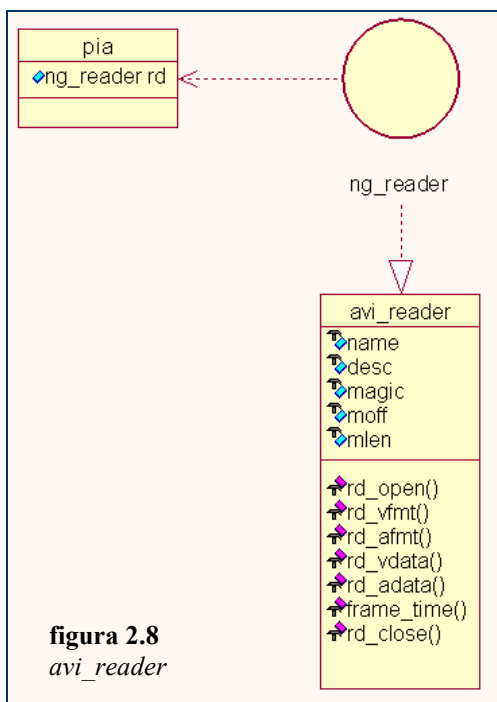 pia
ng_reader rd
ng_reader
avi_reader
name
desc
magic
moff
mlen
rd_open()
rd_vfmt()
rd_afmt()
rd_vdata()
rd_adata()
frame_time()
rd_close()
figura 2.8
avi_reader